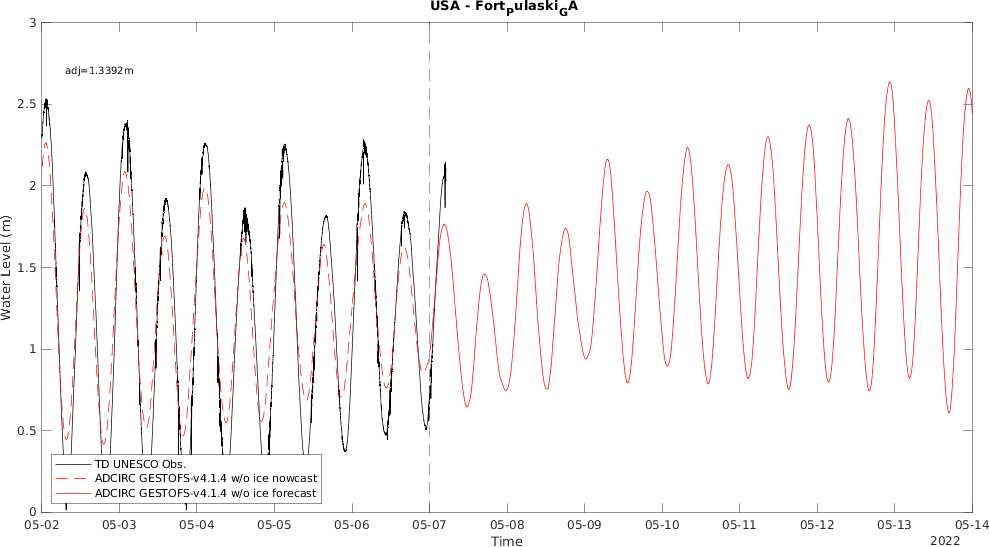 USA - FortPulaskiGA
adj=1.3392m
Water Level (m)
3
2.5
2
1.5
1
0.5
0
TD UNESCO Obs.
ADCIRC GESTOFS-v4.1.4 w/o ice nowcast
ADCIRC GESTOFS-v4.1.4 w/o ice forecast
05-02 05-03 05-04 05-05 05-06 05-07 05-08 05-09 05-10 05-11 05-12 05-13 05-14
Time
2022